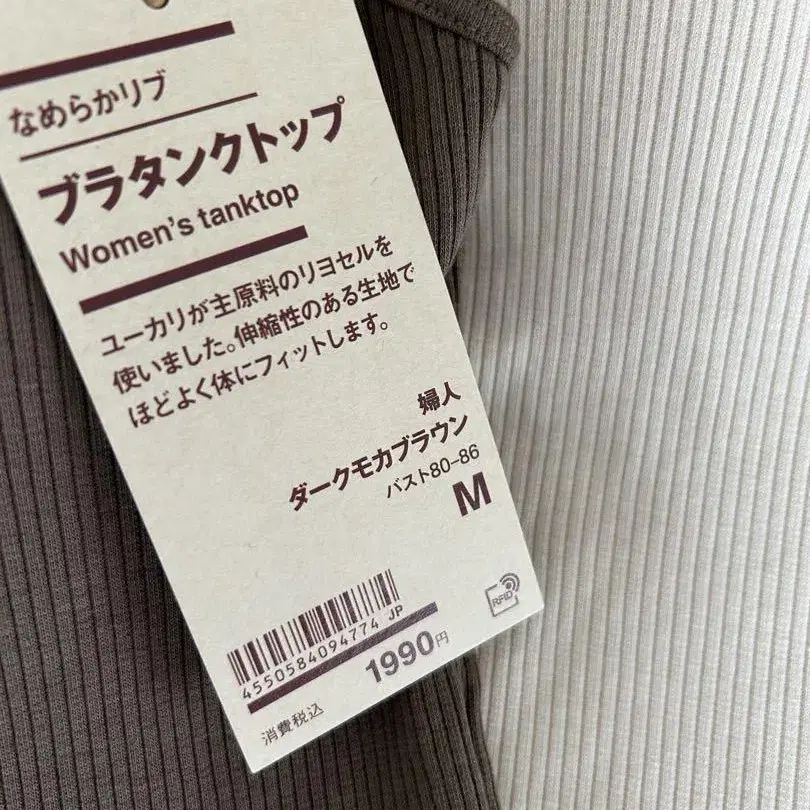 なめらかリブ
ブラタンクトップ
Women's tanktop
ユーカリが主原料のリヨセルを
使いました。伸縮性のある生地で
ほどよく体にフィットします。
婦人
ダークモカブラウン
バスト80–86
M
RFID
4550584094774 JP
1990円
消費税込